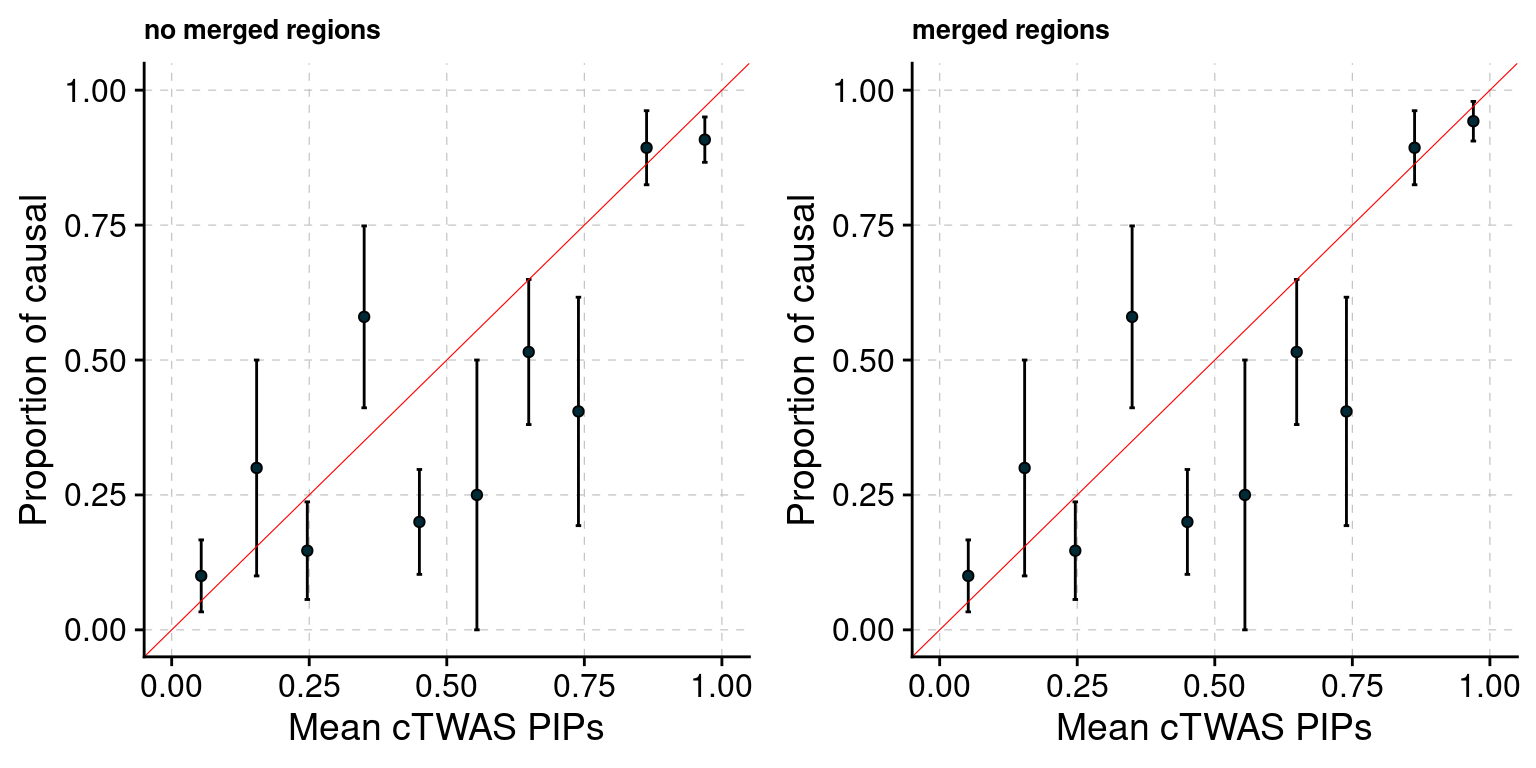 no merged regions
Proportion of causal
1.00
0.75
0.50
0.25
0.00
0.00 0.25 0.50 0.75 1.00
Mean cTWAS PIPs
merged regions
Proportion of causal
1.00
0.75
0.50
0.25
0.00
0.00 0.25 0.50 0.75 1.00
Mean cTWAS PIPs